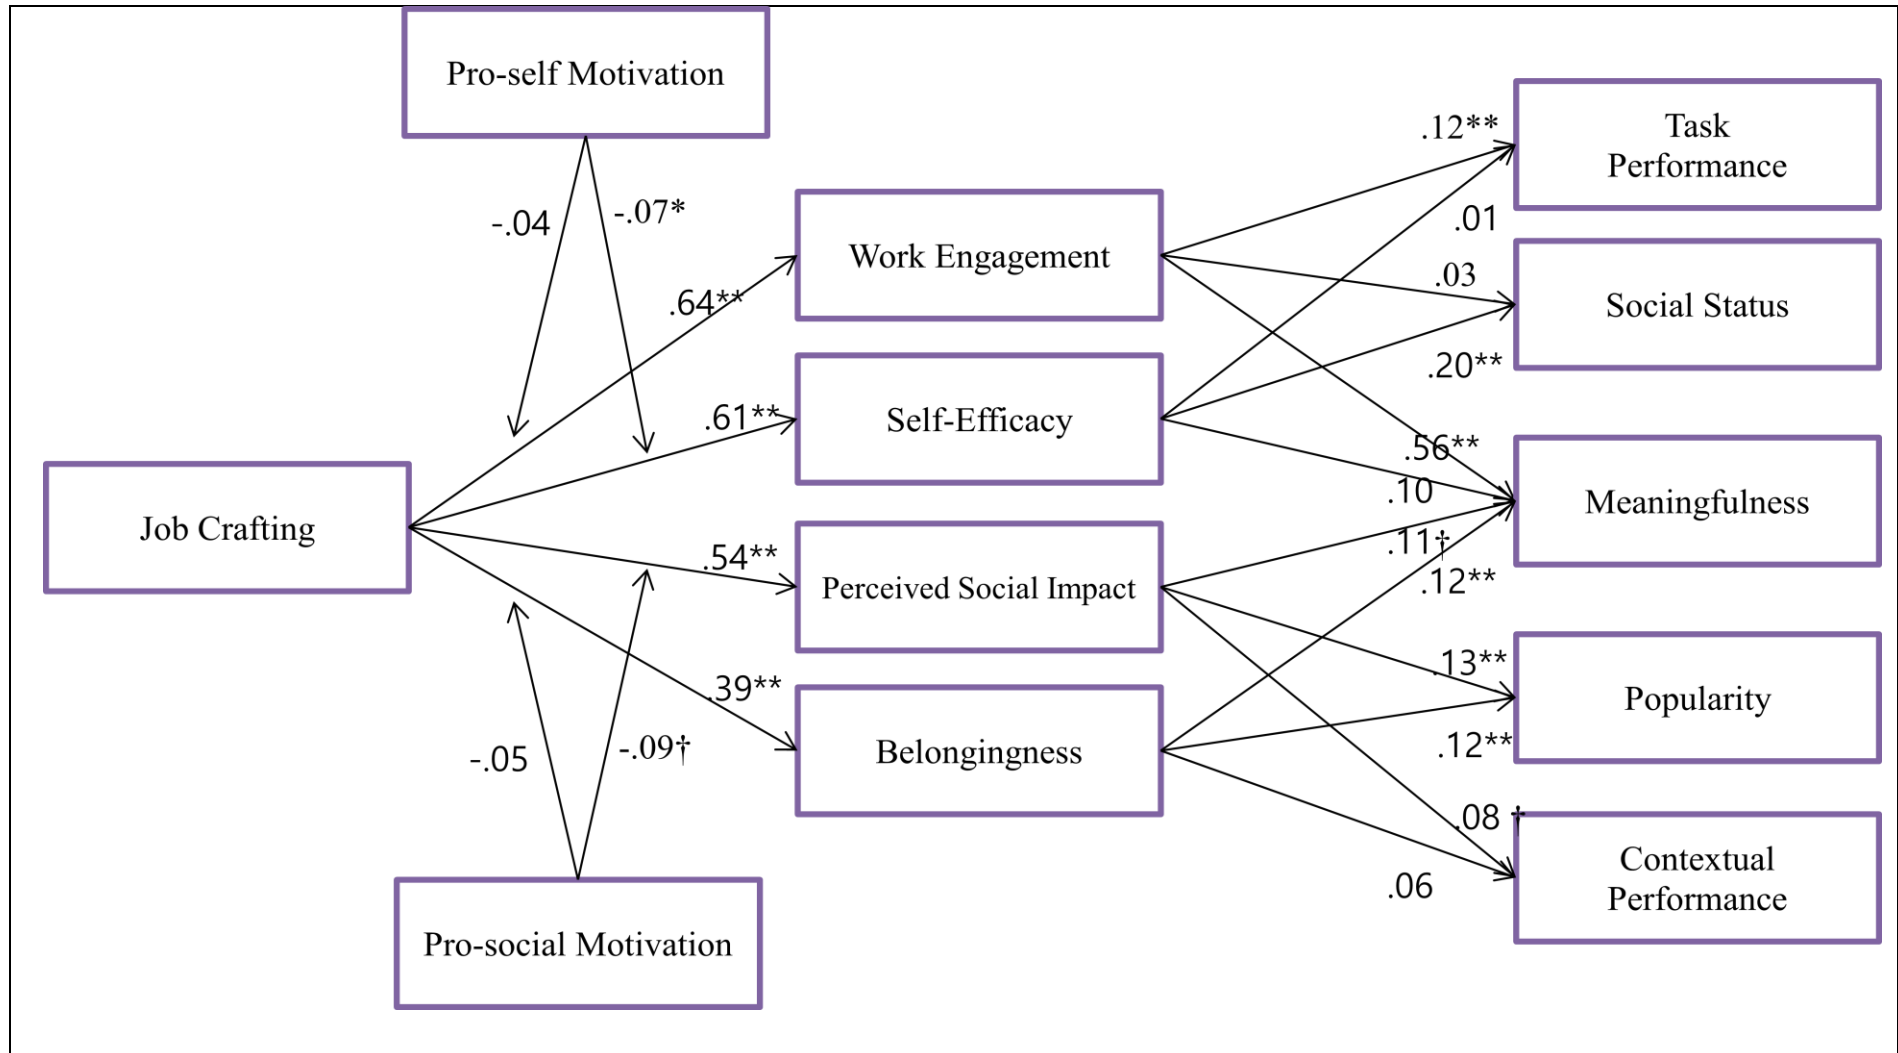 Pro-self Motivation
Task
Performance
.12**
-.04
-.07*
.01
Work Engagement
.03
Social Status
.64**
.20**
.61**
Self-Efficacy
.56**
.10
Meaningfulness
Job Crafting
.54**
.11†
.12**
Perceived Social Impact
.13**
Popularity
.39**
-.05
-.09†
Belongingness
.12**
.08 †
.06
Contextual
Performance
Pro-social Motivation